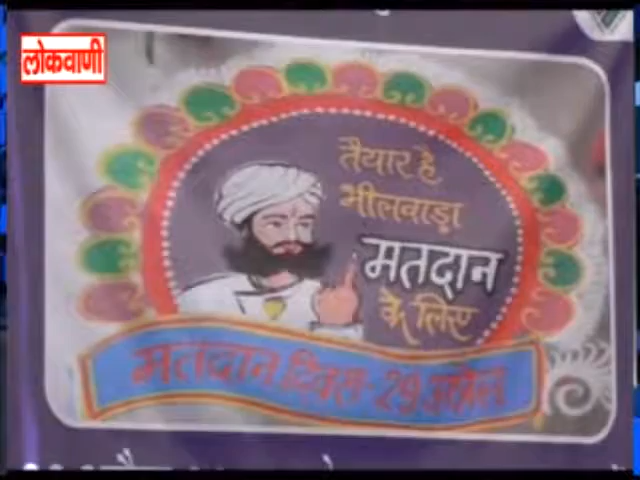 लोकवाणी
तैयार है
भीलवाड़ा
मतदान
के लिए
मतदान दिवस-29 अप्रेल